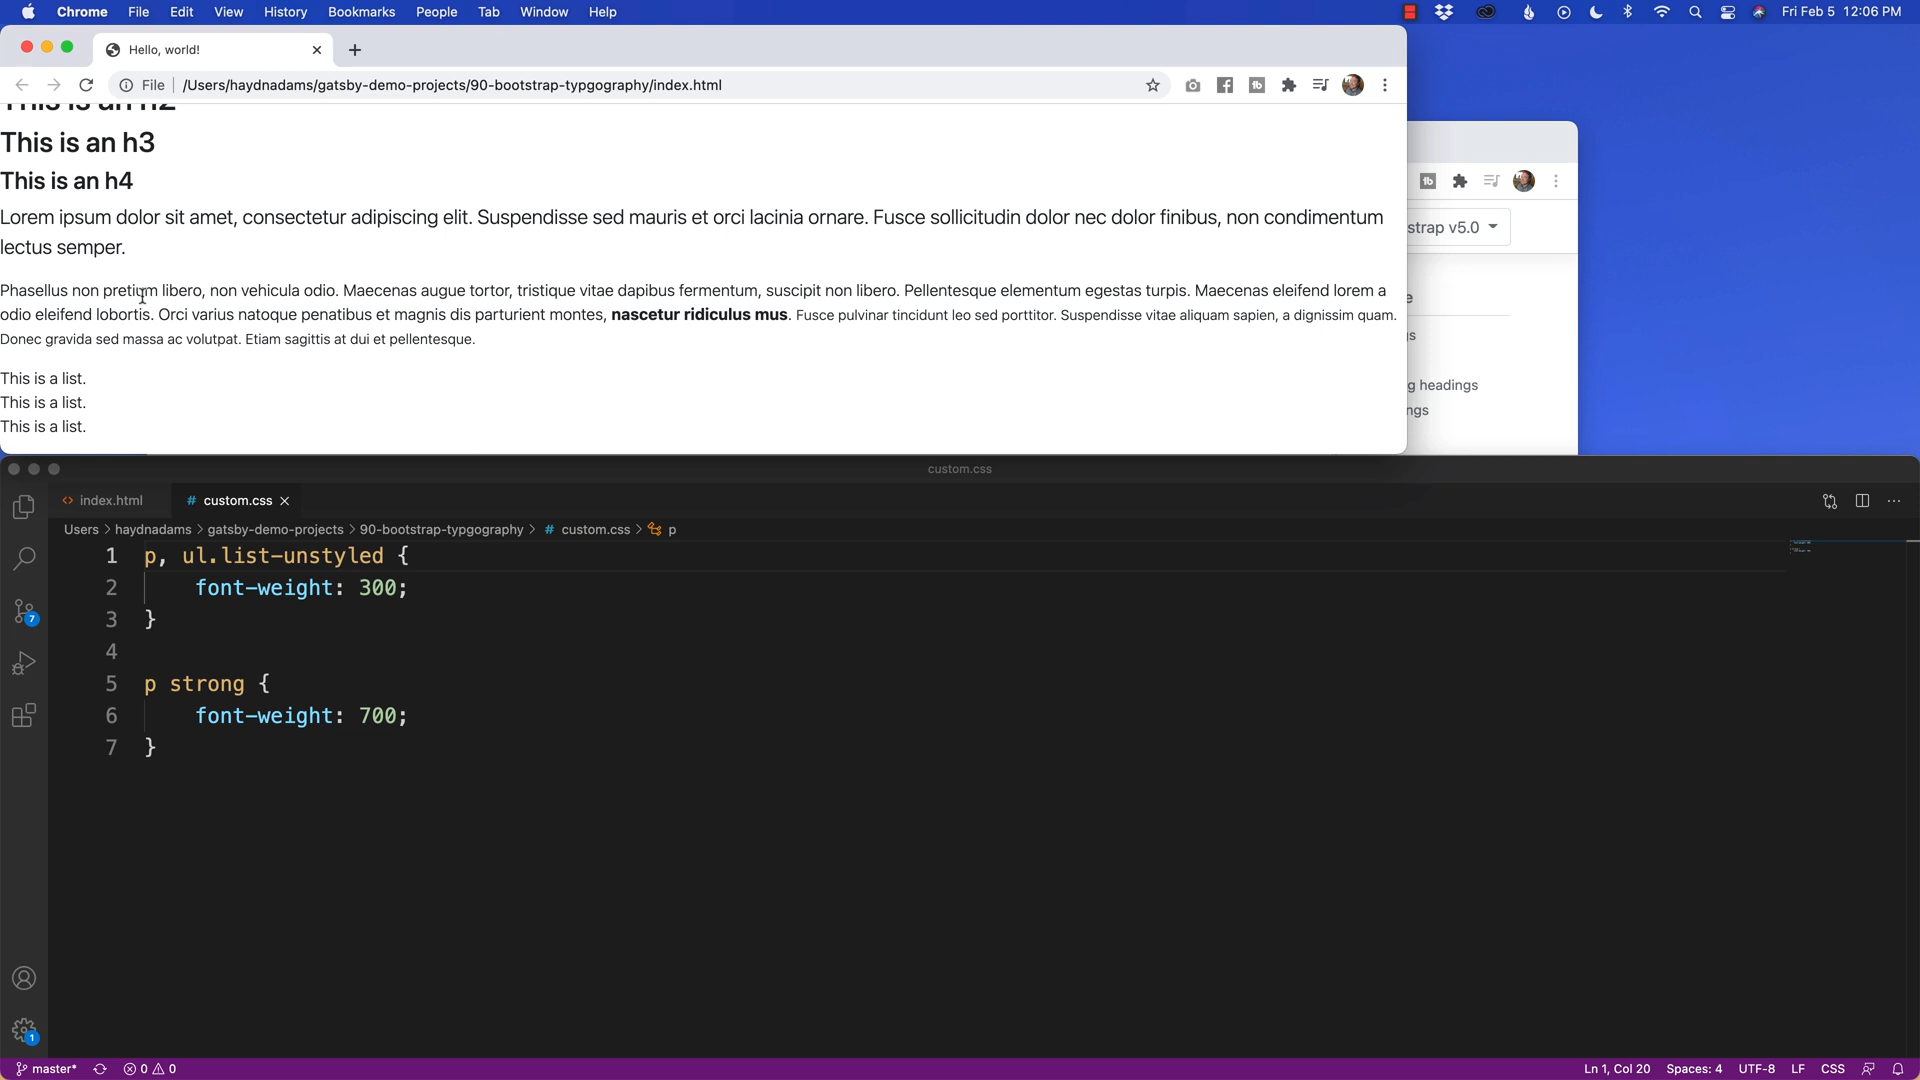 Chrome File Edit View History Bookmarks People Tab Window Help Fri Feb 5 12:06 PM
Hello, world!
File /Users/haydnadams/gatsby-demo-projects/90-bootstrap-typgography/index.html
This is an h2
This is an h3
This is an h4
Lorem ipsum dolor sit amet, consectetur adipiscing elit. Suspendisse sed mauris et orci lacinia ornare. Fusce sollicitudin dolor nec dolor finibus, non condimentum
lectus semper.
Phasellus non pretium libero, non vehicula odio. Maecenas augue tortor, tristique vitae dapibus fermentum, suscipit non libero. Pellentesque elementum egestas turpis. Maecenas eleifend lorem a
odio eleifend lobortis. Orci varius natoque penatibus et magnis dis parturient montes, nascetur ridiculus mus. Fusce pulvinar tincidunt leo sed porttitor. Suspendisse vitae aliquam sapien, a dignissim quam.
Donec gravida sed massa ac volutpat. Etiam sagittis at dui et pellentesque.
This is a list.
This is a list.
This is a list.
strap v5.0
g headings
ngs
custom.css
index.html
custom.css
Users > haydnadams > gatsby-demo-projects > 90-bootstrap-typgography > # custom.css > p
1 p, ul.list-unstyled {
2 font-weight: 300;
3 }
4
5 p strong {
6 font-weight: 700;
7 }
7
1
master* 0 0 Ln 1, Col 20 Spaces: 4 UTF-8 LF CSS